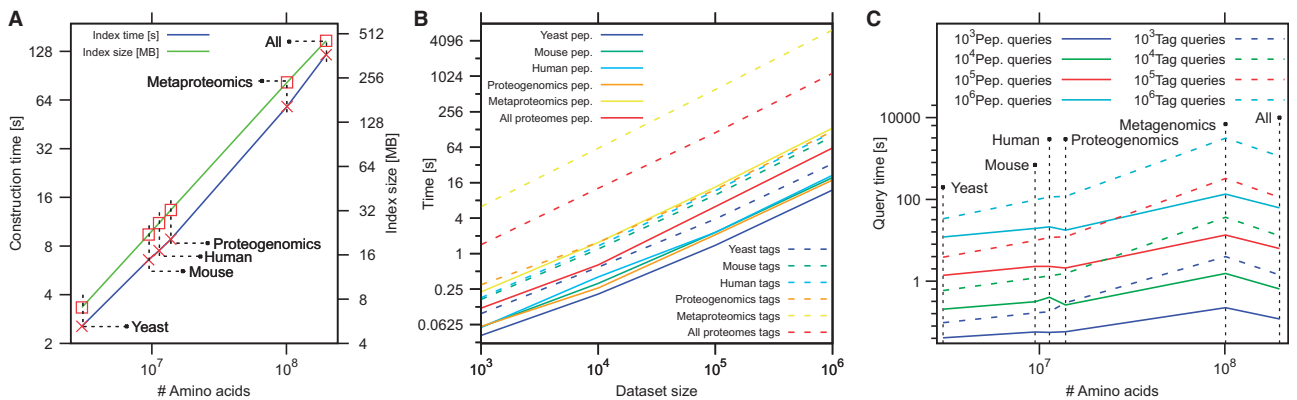 A
Index time [s]
Index size [MB]
All
Metaproteomics
Proteogenomics
Human
Mouse
Yeast
128
64
32
16
8
4
2
512
256
128
64
32
16
8
4
Construction time [s]
Index size [MB]
10⁷
10⁸
# Amino acids
B
Yeast pep.
Mouse pep.
Human pep.
Proteogenomics pep.
Metaproteomics pep.
All proteomes pep.
Yeast tags
Mouse tags
Human tags
Proteogenomics tags
Metaproteomics tags
All proteomes tags
4096
1024
256
64
16
4
1
0.25
0.0625
Time [s]
10³
10⁴
10⁵
10⁶
Dataset size
C
10³Pep. queries
10⁴Pep. queries
10⁵Pep. queries
10⁶Pep. queries
10³Tag queries
10⁴Tag queries
10⁵Tag queries
10⁶Tag queries
Metagenomics
All
Human
Proteogenomics
Mouse
Yeast
10000
100
1
Query time [s]
10⁷
10⁸
# Amino acids